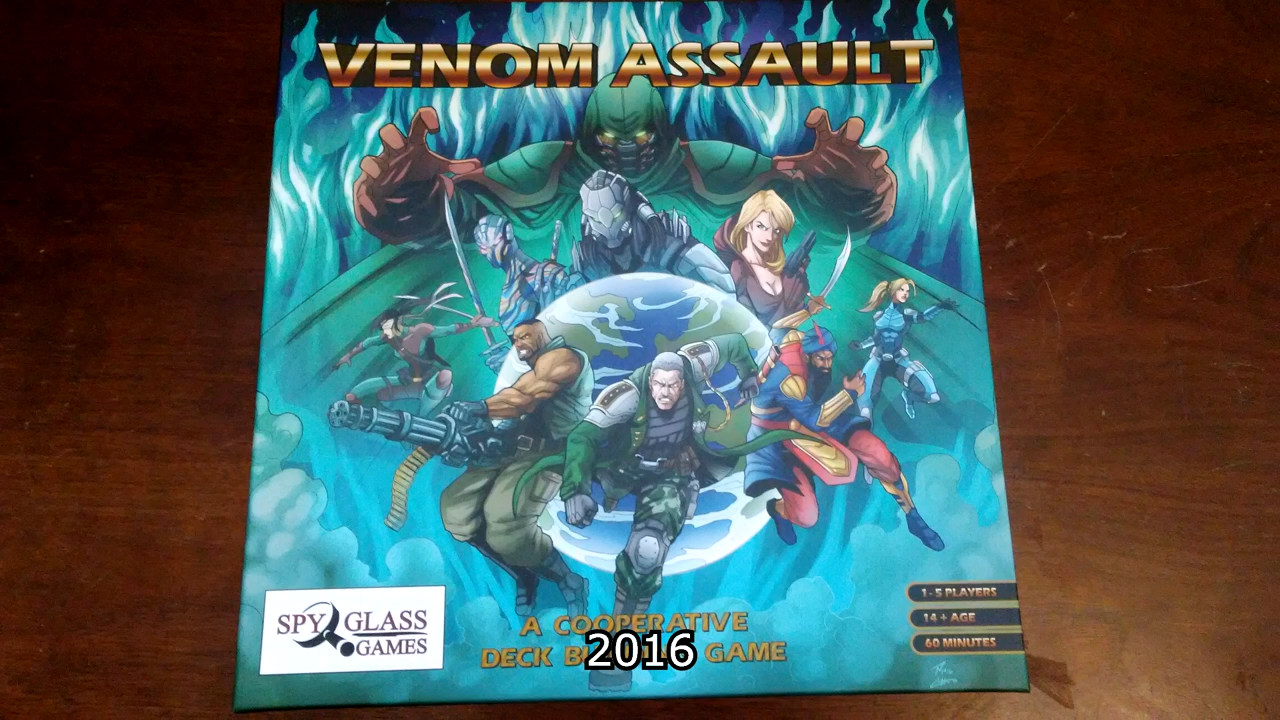 VENOM ASSAULT
SPY GLASS
GAMES
A COOPERATIVE
DECK GAME
2016
1-5 PLAYERS
14+ AGE
60 MINUTES